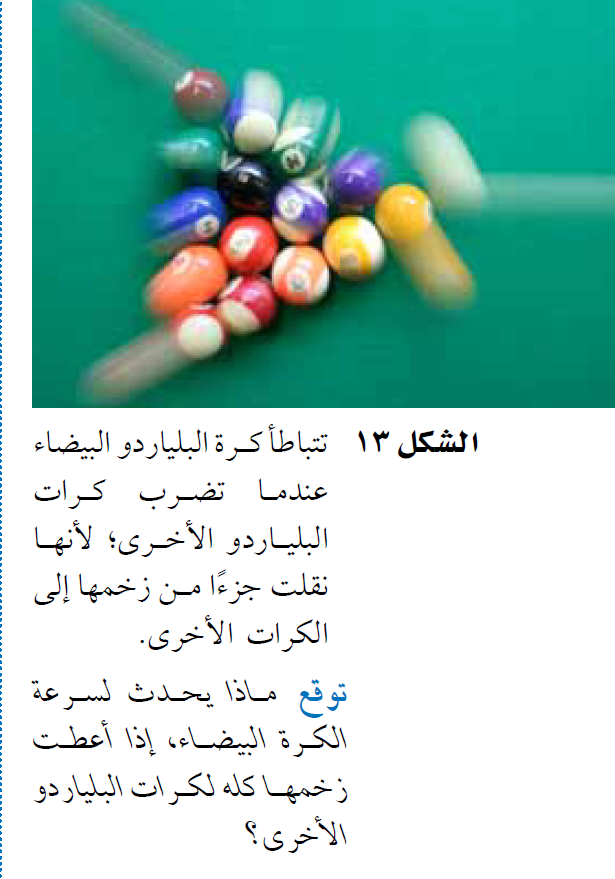 الشكل ١٣ تتباطأ كرة البلياردو البيضاء
عندما تضرب كرات
البلياردو الأخرى؛ لأنها
نقلت جزءًا من زخمها إلى
الكرات الأخرى.
توقع ماذا يحدث لسرعة
الكرة البيضاء، إذا أعطت
زخمها كله لكرات البلياردو
الأخرى؟